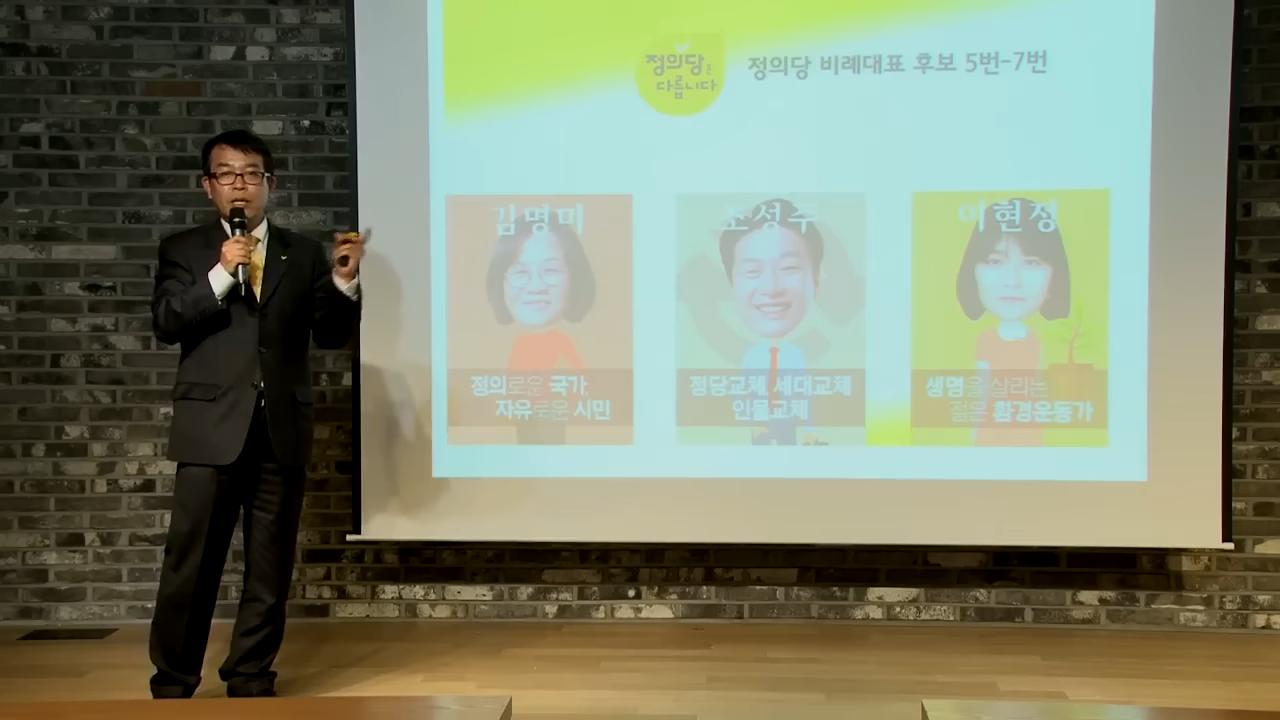 정의당은
다릅니다
정의당 비례대표 후보 5번-7번
김명미
조성주
이현정
정의로운 국가,
자유로운 시민
정당교체, 세대교체
인물교체
생명을 살리는
젊은 환경운동가